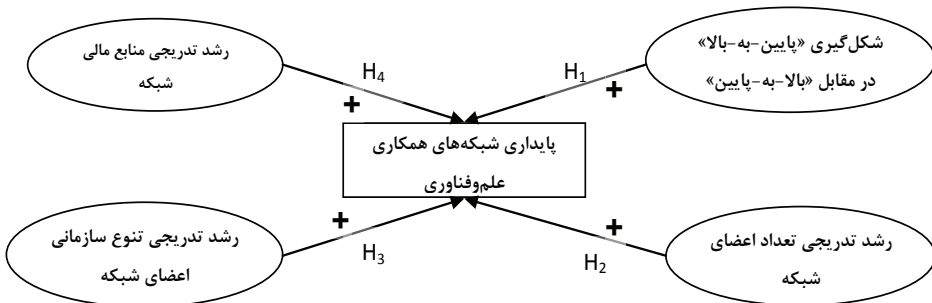 شکل‌گیری «پایین-به-بالا»
در مقابل «بالا-به-پایین»
H1
+
رشد تدریجی منابع مالی
شبکه
H4
+
پایداری شبکه‌های همکاری
علم‌وفناوری
رشد تدریجی تعداد اعضای
شبکه
H2
+
رشد تدریجی تنوع سازمانی
اعضای شبکه
H3
+